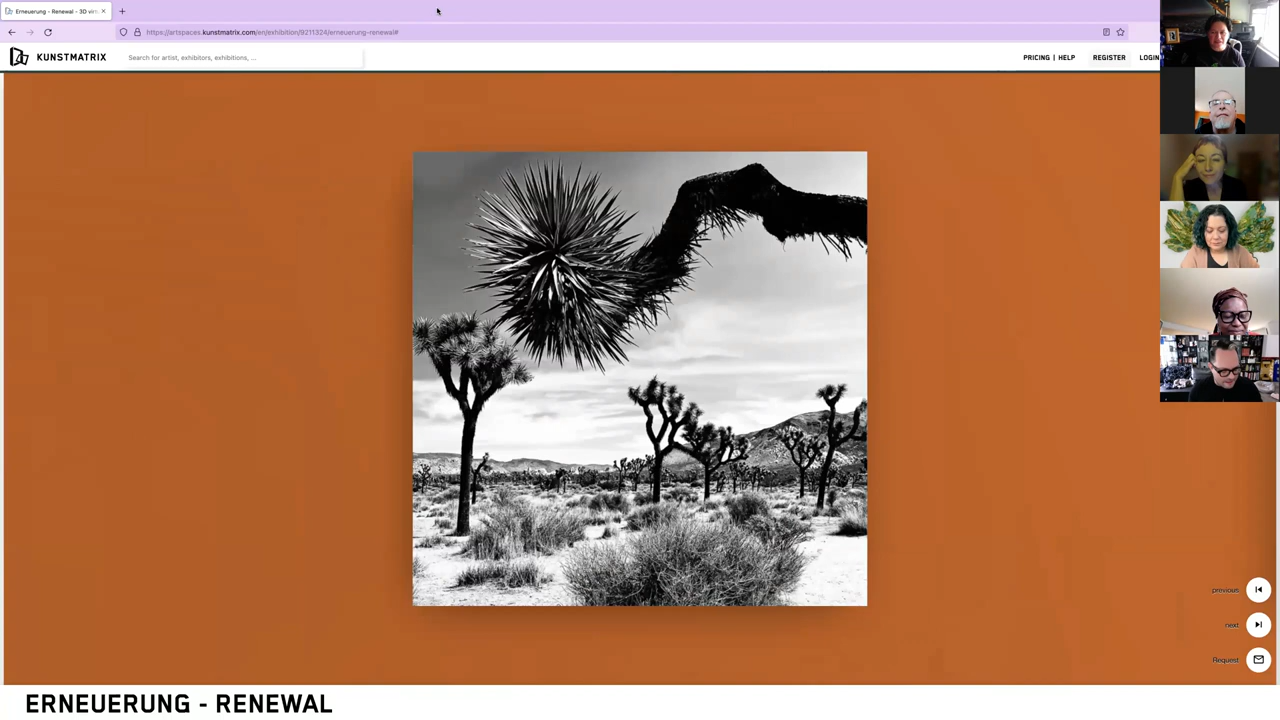 Erneuerung - Renewal - 3D virt
https://artspaces.kunstmatrix.com/en/exhibition/9211324/erneuerung-renewal#
KUNSTMATRIX
Search for artist, exhibitors, exhibitions, ...
PRICING | HELP
REGISTER
LOGIN
previous
next
Request
ERNEUERUNG - RENEWAL